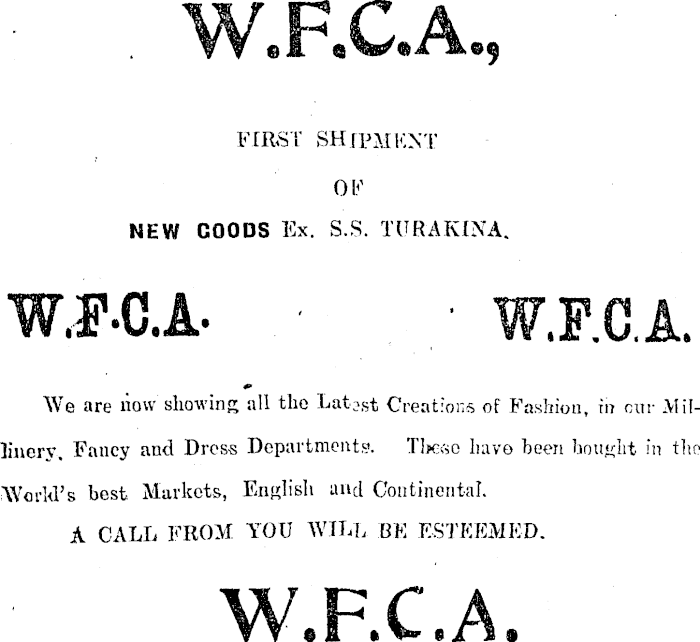 W.F.C.A.,
FIRST SHIPMENT
OF
NEW GOODS Ex. S.S. TURAKINA.
W.F.C.A. W.F.C.A.
We are now showing all the Latest Creations of Fashion, in our Mil-
linery, Fancy and Dress Departments. These have been bought in the
World's best Markets, English and Continental.
A CALL FROM YOU WILL BE ESTEEMED.
W.F.C.A.